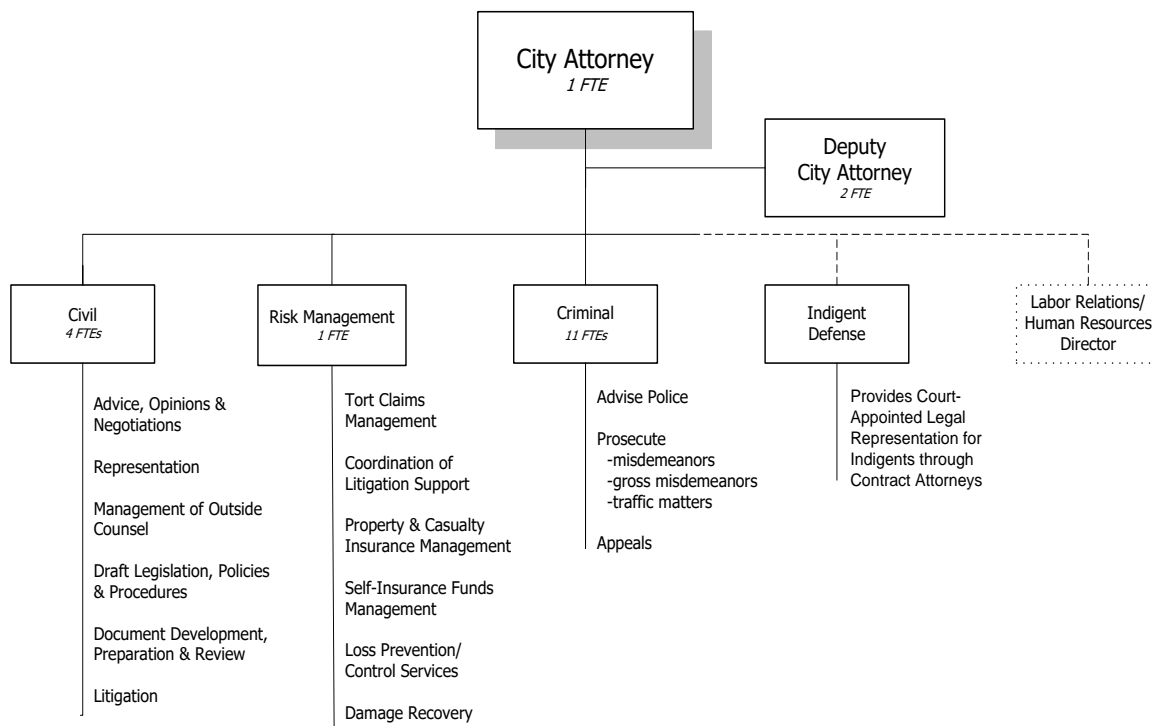 City Attorney
1 FTE
Deputy
City Attorney
2 FTE
Civil
4 FTEs
Risk Management
1 FTE
Criminal
11 FTEs
Indigent
Defense
Labor Relations/
Human Resources
Director
Advice, Opinions &
Negotiations
Representation
Management of Outside
Counsel
Draft Legislation, Policies
& Procedures
Document Development,
Preparation & Review
Litigation
Tort Claims
Management
Coordination of
Litigation Support
Property & Casualty
Insurance Management
Self-Insurance Funds
Management
Loss Prevention/
Control Services
Damage Recovery
Advise Police
Prosecute
-misdemeanors
-gross misdemeanors
-traffic matters
Appeals
Provides Court-
Appointed Legal
Representation for
Indigents through
Contract Attorneys